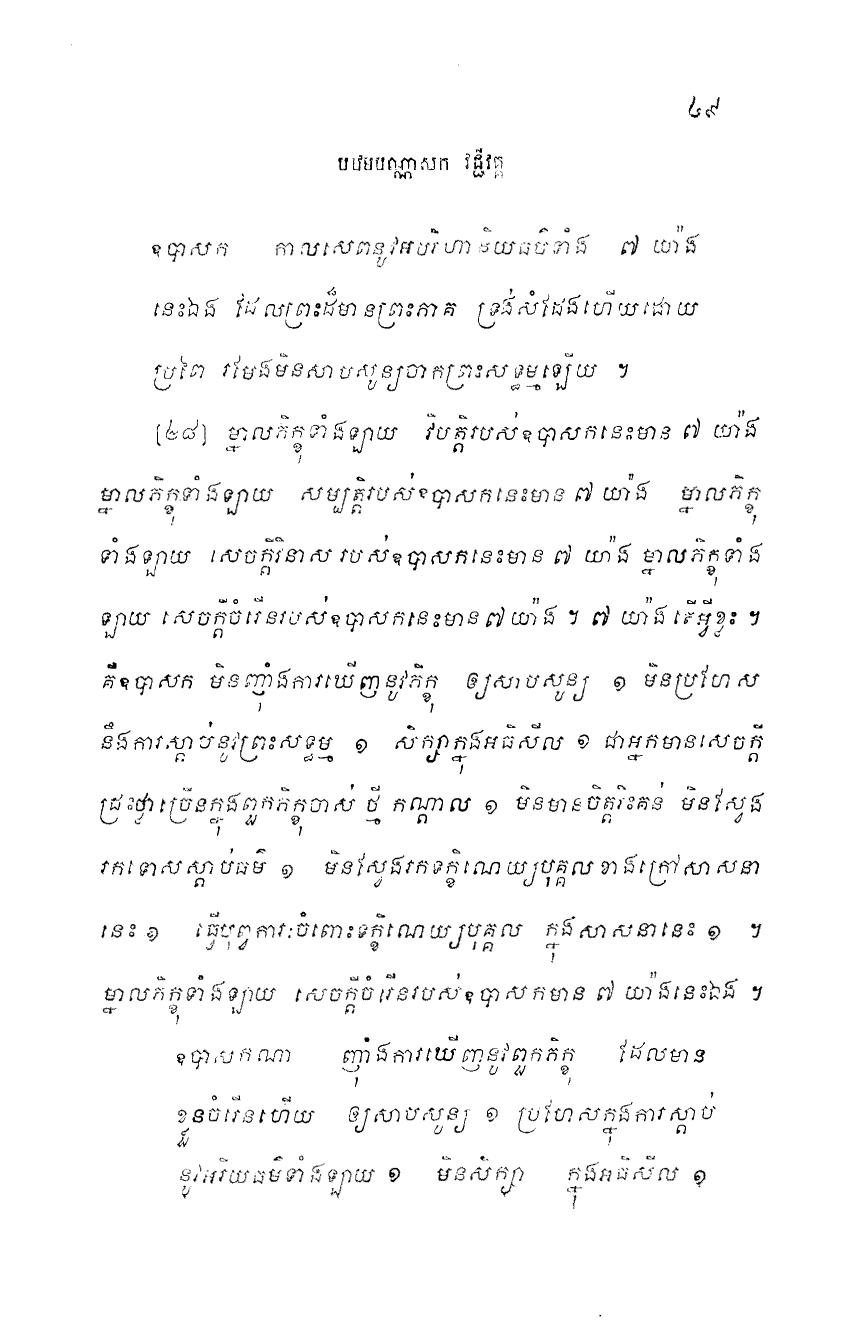 ៤៩
បឋមបណ្ណាសក វជ្ជីវគ្គ
ឧបាសក កាលសេពនូវអបរិហានិយធម៌ទាំង ៧ យ៉ាង
នេះឯង ដែលព្រះដ៏មានព្រះភាគ ទ្រង់សំដែងហើយដោយ
ប្រពៃ រមែងមិនសាបសូន្យចាកព្រះសទ្ធម្មឡើយ ។
[៤៨] ម្នាលភិក្ខុទាំងឡាយ វិបត្តិរបស់ឧបាសកនេះមាន ៧ យ៉ាង
ម្នាលភិក្ខុទាំងឡាយ សម្បត្តិរបស់ឧបាសកនេះមាន ៧ យ៉ាង ម្នាលភិក្ខុ
ទាំងឡាយ សេចក្តីវិនាសរបស់ឧបាសកនេះមាន ៧ យ៉ាង ម្នាលភិក្ខុទាំង
ឡាយ សេចក្តីចំរើនរបស់ឧបាសកនេះមាន៧យ៉ាង ។ ៧ យ៉ាងតើអ្វីខ្លះ ។
គឺឧបាសក មិនញុំាងការឃើញនូវភិក្ខុ ឲ្យសាបសូន្យ ១ មិនប្រហែស
នឹងការស្តាប់នូវព្រះសទ្ធម្ម ១ សិក្សាក្នុងអធិសីល ១ ជាអ្នកមានសេចក្តី
ជ្រះថ្លាច្រើនក្នុងពួកភិក្ខុចាស់ ថ្មី កណ្តាល ១ មិនមានចិត្តរិះគន់ មិនស្វែង
រកទោសស្តាប់ធម៌ ១ មិនស្វែងរកទក្ខិណេយ្យបុគ្គលខាងក្រៅសាសនា
នេះ ១ ធ្វើបុព្វការៈចំពោះទក្ខិណេយ្យបុគ្គល ក្នុងសាសនានេះ ១ ។
ម្នាលភិក្ខុទាំងឡាយ សេចក្តីចំរើនរបស់ឧបាសកមាន ៧ យ៉ាងនេះឯង ។
ឧបាសកណា ញុំាងការឃើញនូវពួកភិក្ខុ ដែលមាន
ខ្លួនចំរើនហើយ ឲ្យសាបសូន្យ ១ ប្រហែសក្នុងការស្តាប់
នូវអរិយធម៌ទាំងឡាយ ១ មិនសិក្សា ក្នុងអធិសីល ១